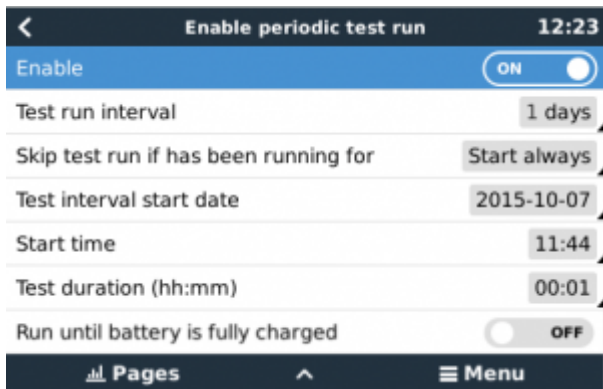 Enable periodic test run 12:23
Enable ON
Test run interval 1 days
Skip test run if has been running for Start always
Test interval start date 2015-10-07
Start time 11:44
Test duration (hh:mm) 00:01
Run until battery is fully charged OFF
Pages Menu